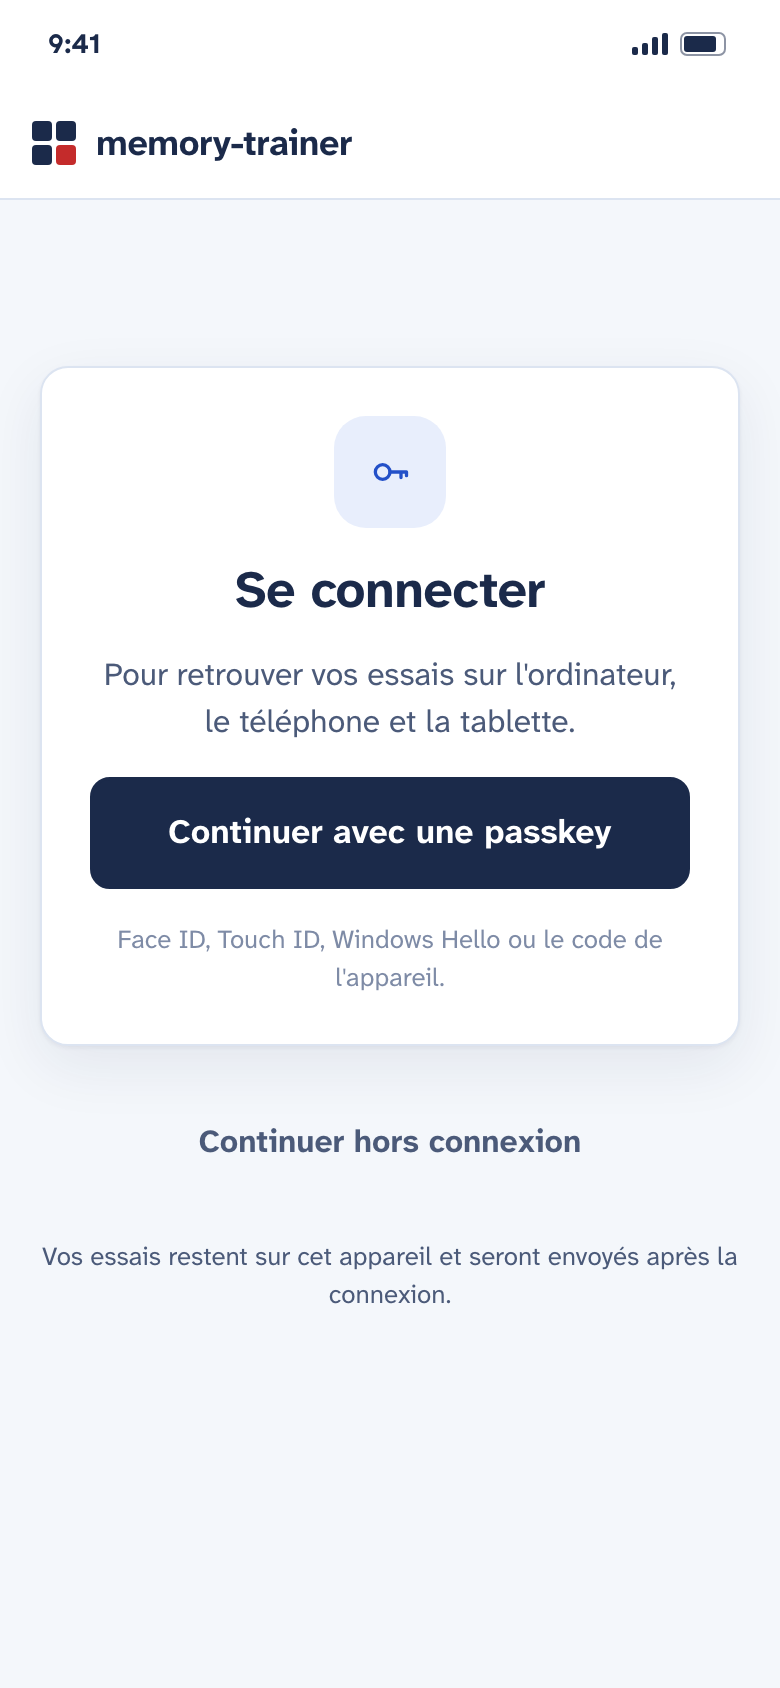 9:41
memory-trainer
Se connecter
Pour retrouver vos essais sur l'ordinateur,
le téléphone et la tablette.
Continuer avec une passkey
Face ID, Touch ID, Windows Hello ou le code de
l'appareil.
Continuer hors connexion
Vos essais restent sur cet appareil et seront envoyés après la
connexion.